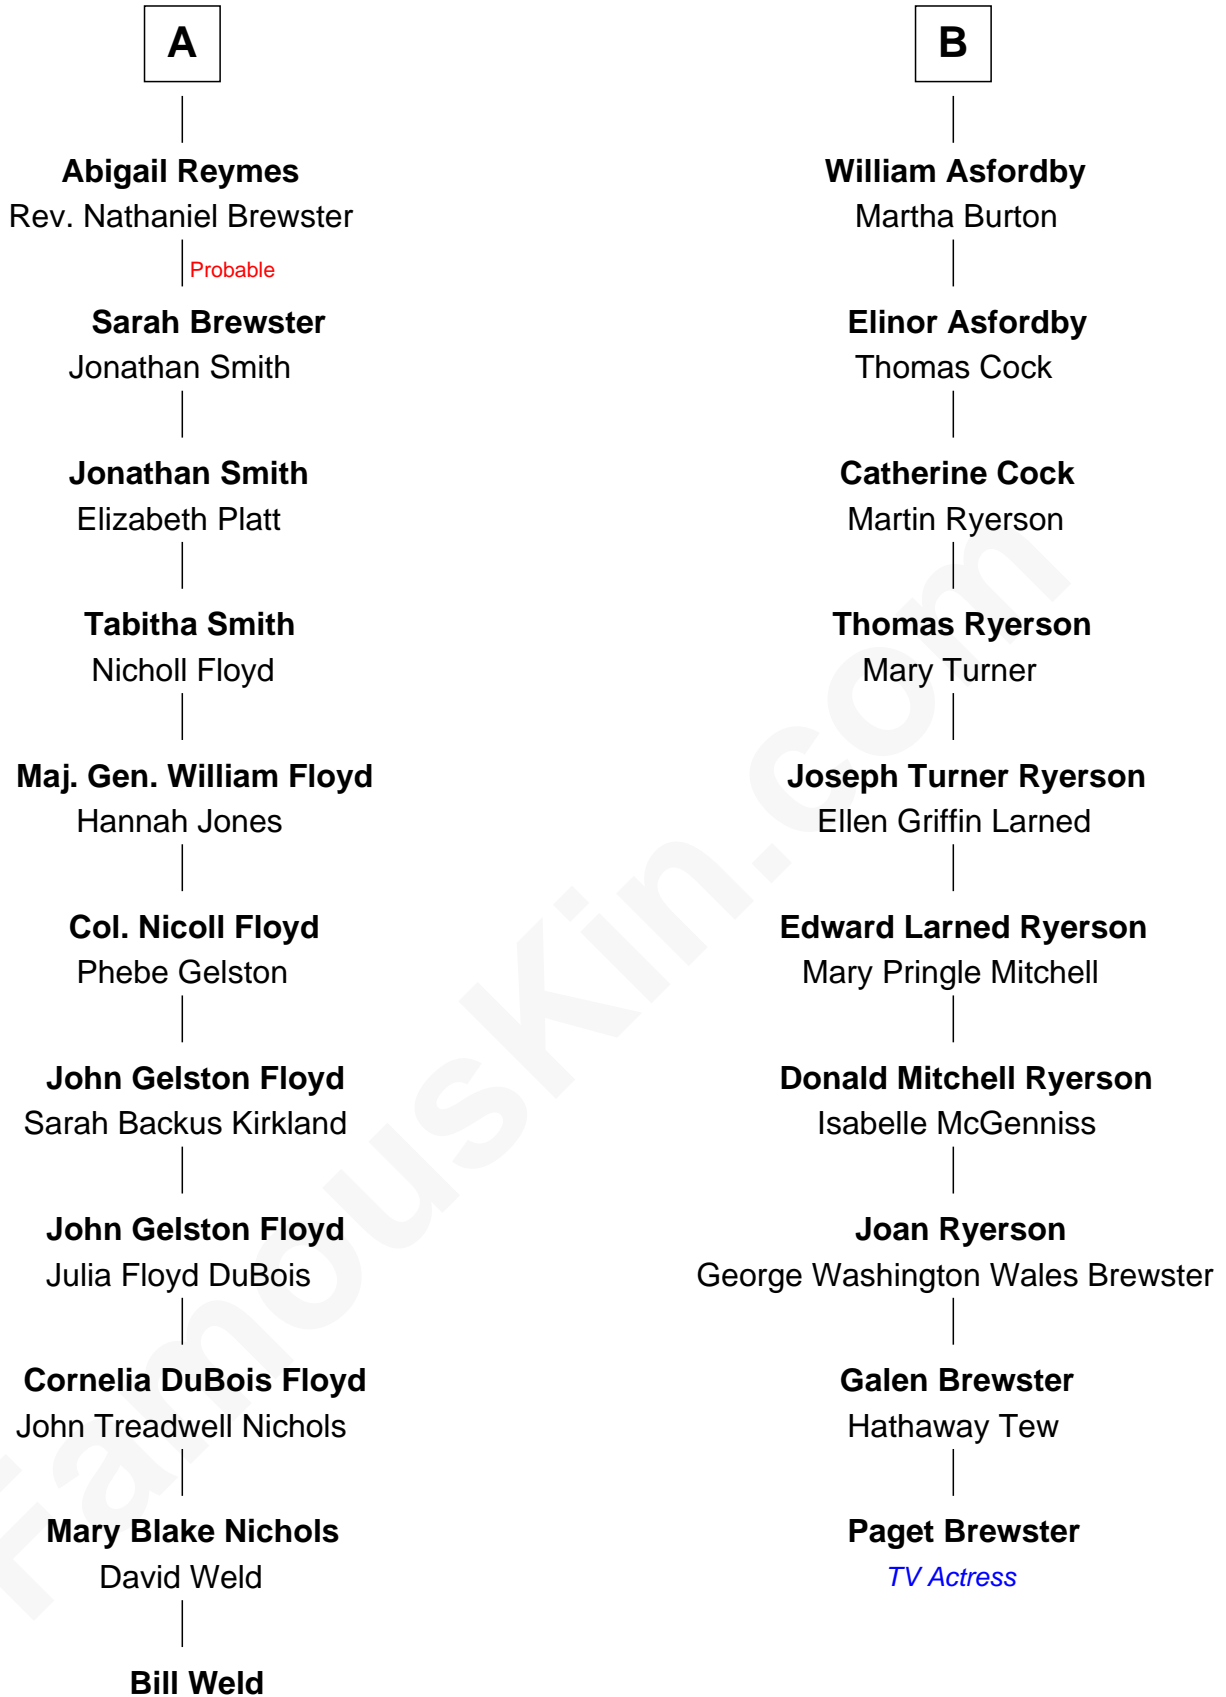 A
Abigail Reymes
Rev. Nathaniel Brewster
Probable
Sarah Brewster
Jonathan Smith
Jonathan Smith
Elizabeth Platt
Tabitha Smith
Nicholl Floyd
Maj. Gen. William Floyd
Hannah Jones
Col. Nicoll Floyd
Phebe Gelston
John Gelston Floyd
Sarah Backus Kirkland
John Gelston Floyd
Julia Floyd DuBois
Cornelia DuBois Floyd
John Treadwell Nichols
Mary Blake Nichols
David Weld
Bill Weld
B
William Asfordby
Martha Burton
Elinor Asfordby
Thomas Cock
Catherine Cock
Martin Ryerson
Thomas Ryerson
Mary Turner
Joseph Turner Ryerson
Ellen Griffin Larned
Edward Larned Ryerson
Mary Pringle Mitchell
Donald Mitchell Ryerson
Isabelle McGenniss
Joan Ryerson
George Washington Wales Brewster
Galen Brewster
Hathaway Tew
Paget Brewster
TV Actress
FamousKin.com